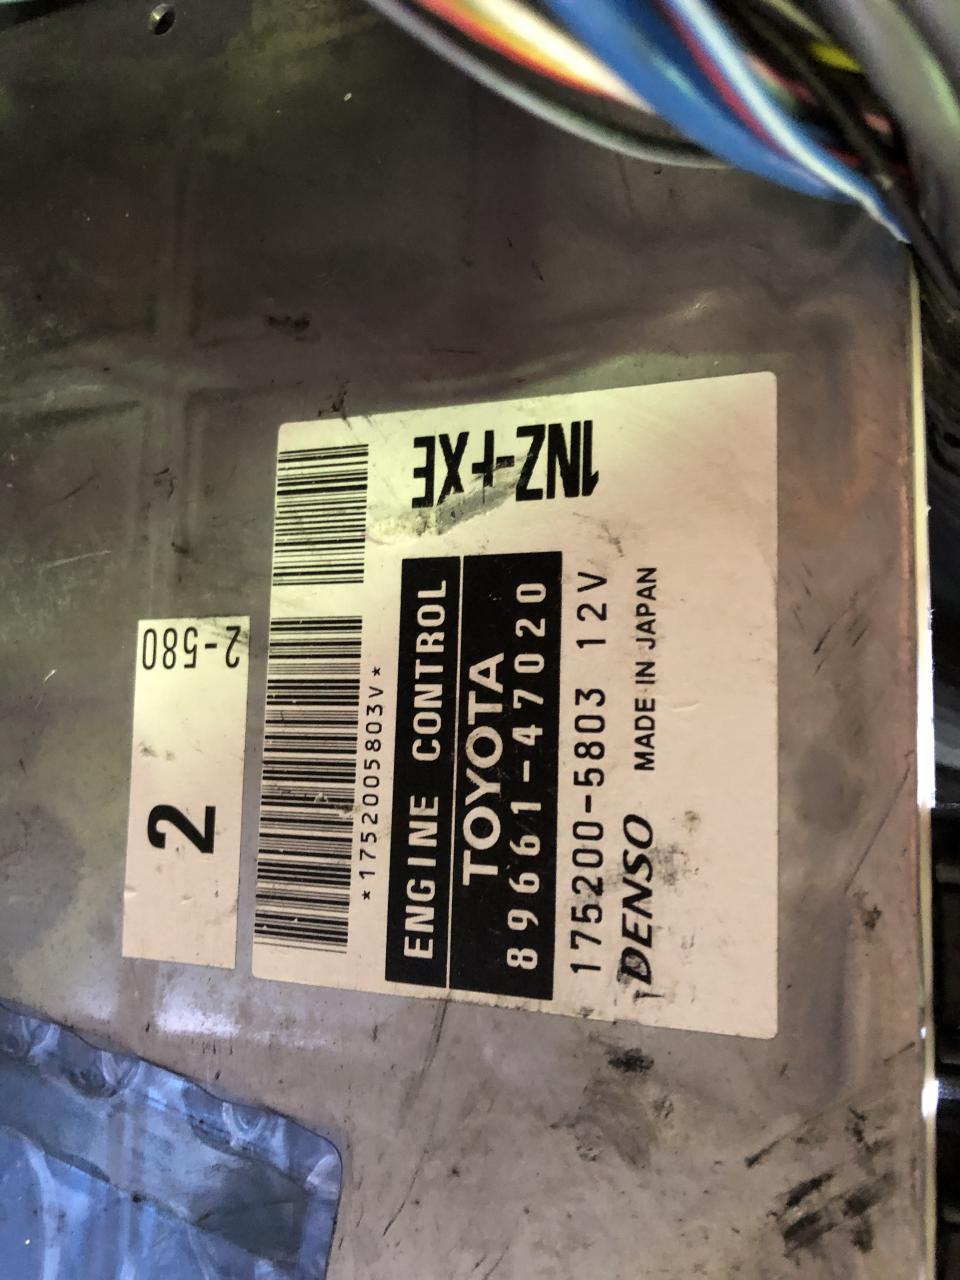 2 2-580
*1752005803V*
1NZ-FXE
ENGINE CONTROL
TOYOTA
89661-47020
175200-5803 12V
DENSO MADE IN JAPAN